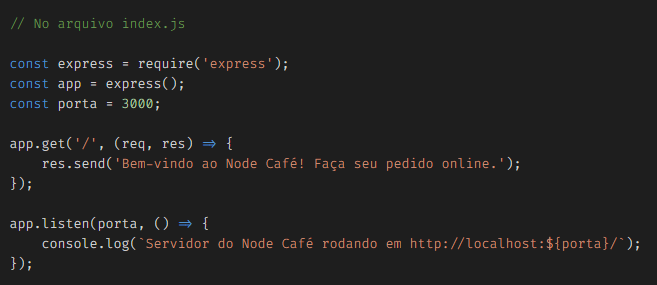 // No arquivo index.js
const express = require('express');
const app = express();
const porta = 3000;
app.get('/', (req, res) => {
res.send('Bem-vindo ao Node Café! Faça seu pedido online.');
});
app.listen(porta, () => {
console.log(`Servidor do Node Café rodando em http://localhost:${porta}/`);
});